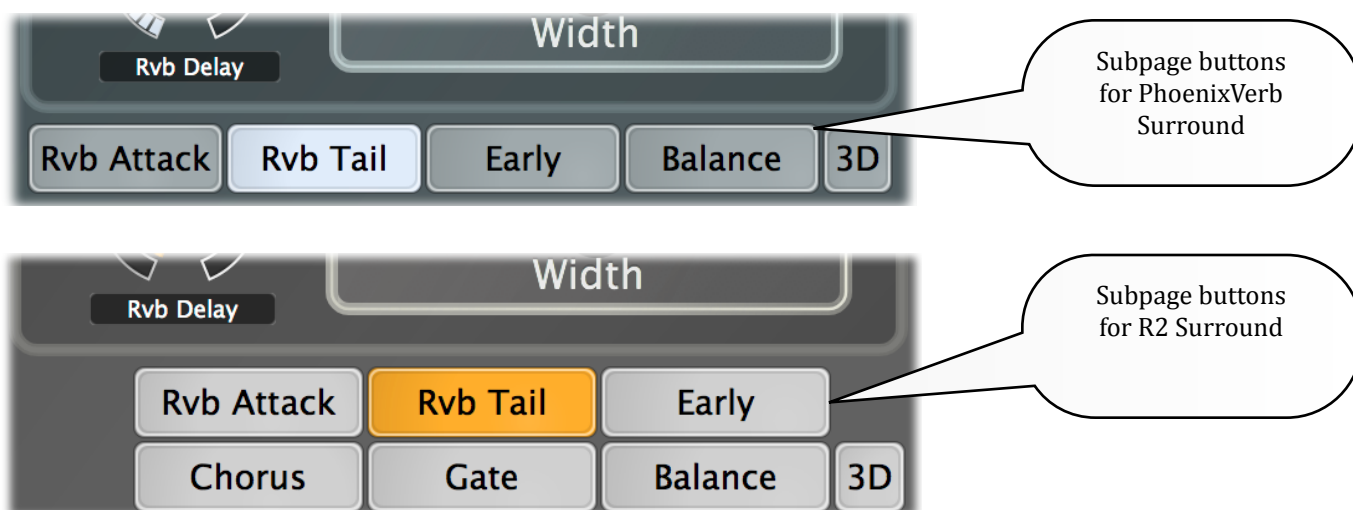 Width
Rvb Delay
Rvb Attack Rvb Tail Early Balance 3D
Subpage buttons
for PhoenixVerb
Surround
Width
Rvb Delay
Rvb Attack Rvb Tail Early
Chorus Gate Balance 3D
Subpage buttons
for R2 Surround